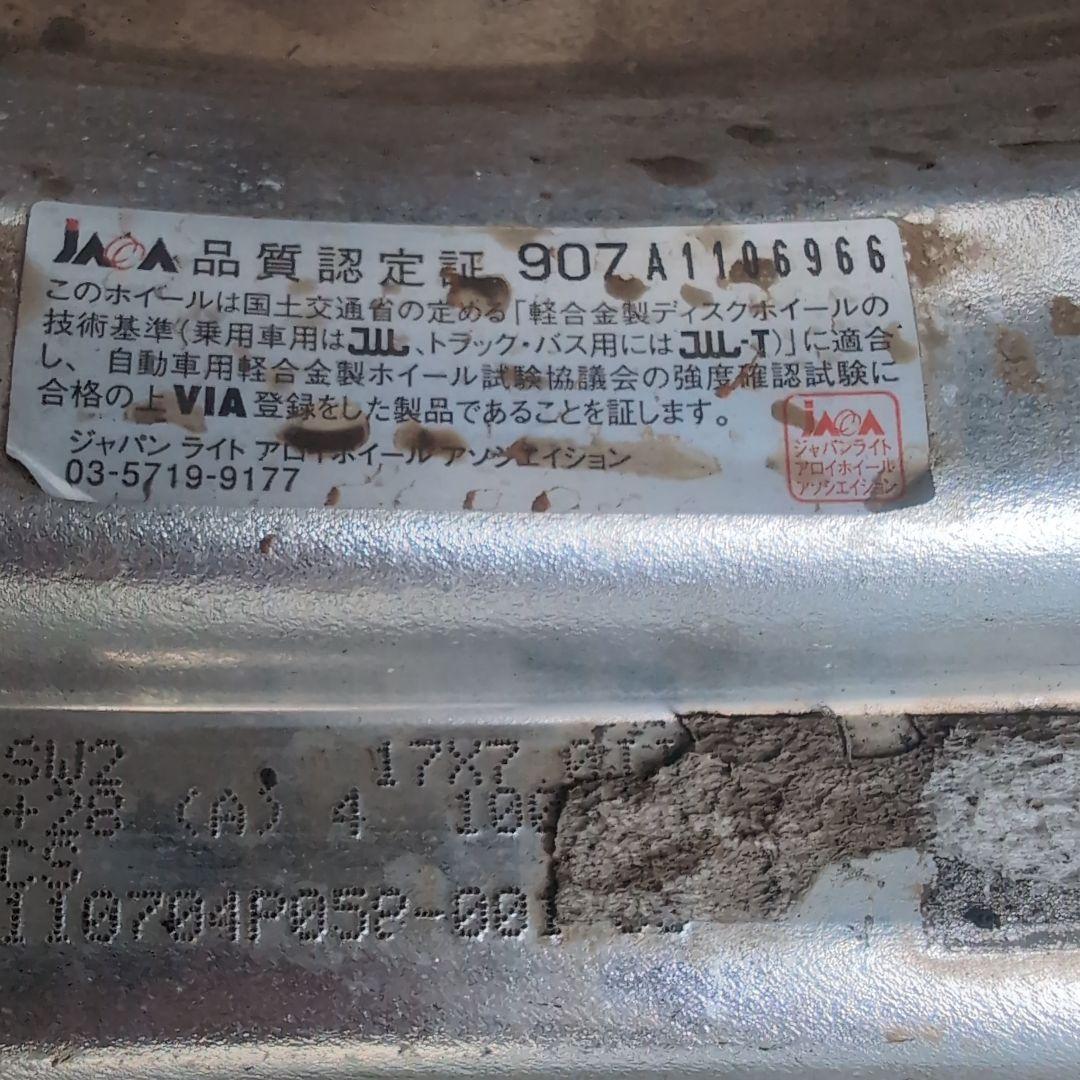 JAWA 品質認定証 907A1106966
このホイールは国土交通省の定める「軽合金製ディスクホイールの
技術基準(乗用車用はJWL、トラック・バス用にはJWL-T)」に適合
し、自動車用軽合金製ホイール試験協議会の強度確認試験に
合格の上VIA登録をした製品であることを証します。
ジャパン ライト アロイホイール アソシエイション
03-5719-9177
JAWA
ジャパンライト
アロイホイール
アソシエイション
SW2 17X7.0
+28 (A) 4 100
CS
110704P052-001